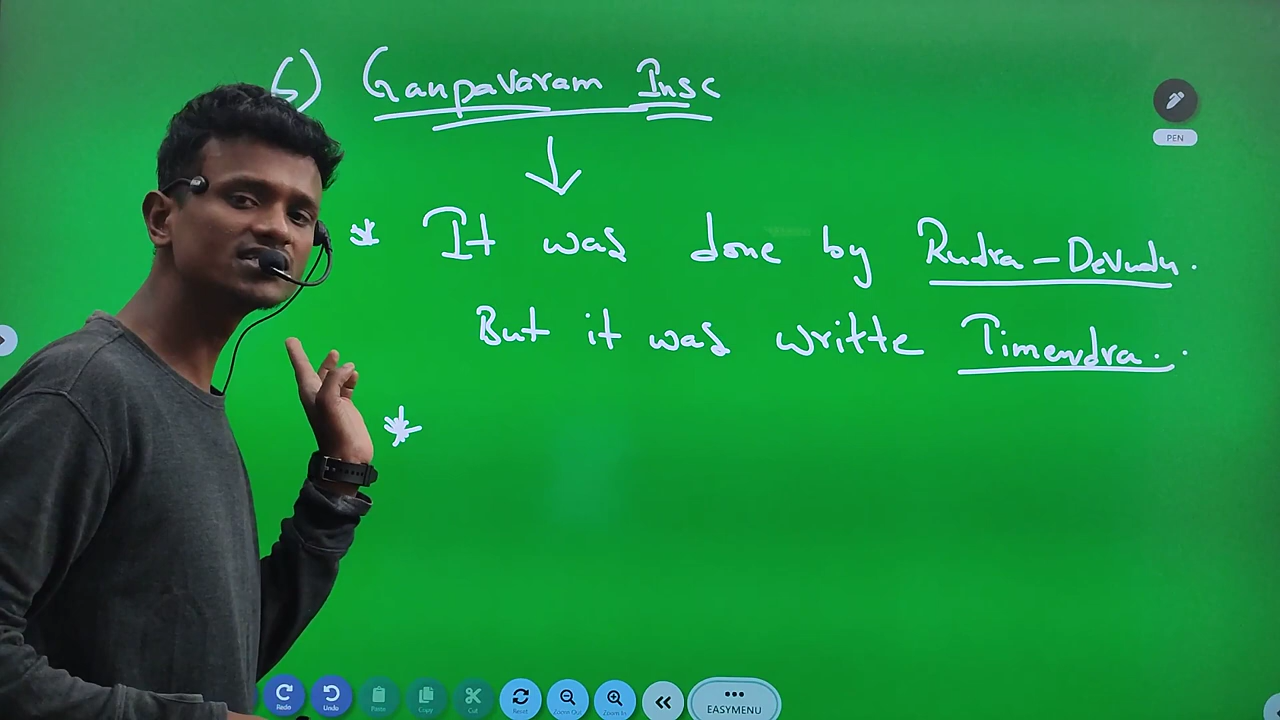 6) Ganpavaram Insc
PEN
* It was done by Rudra-Devudu.
But it was writte Timendra..
*
Redo Undo Paste Copy Cut Reset Zoom Out Zoom In EASYMENU